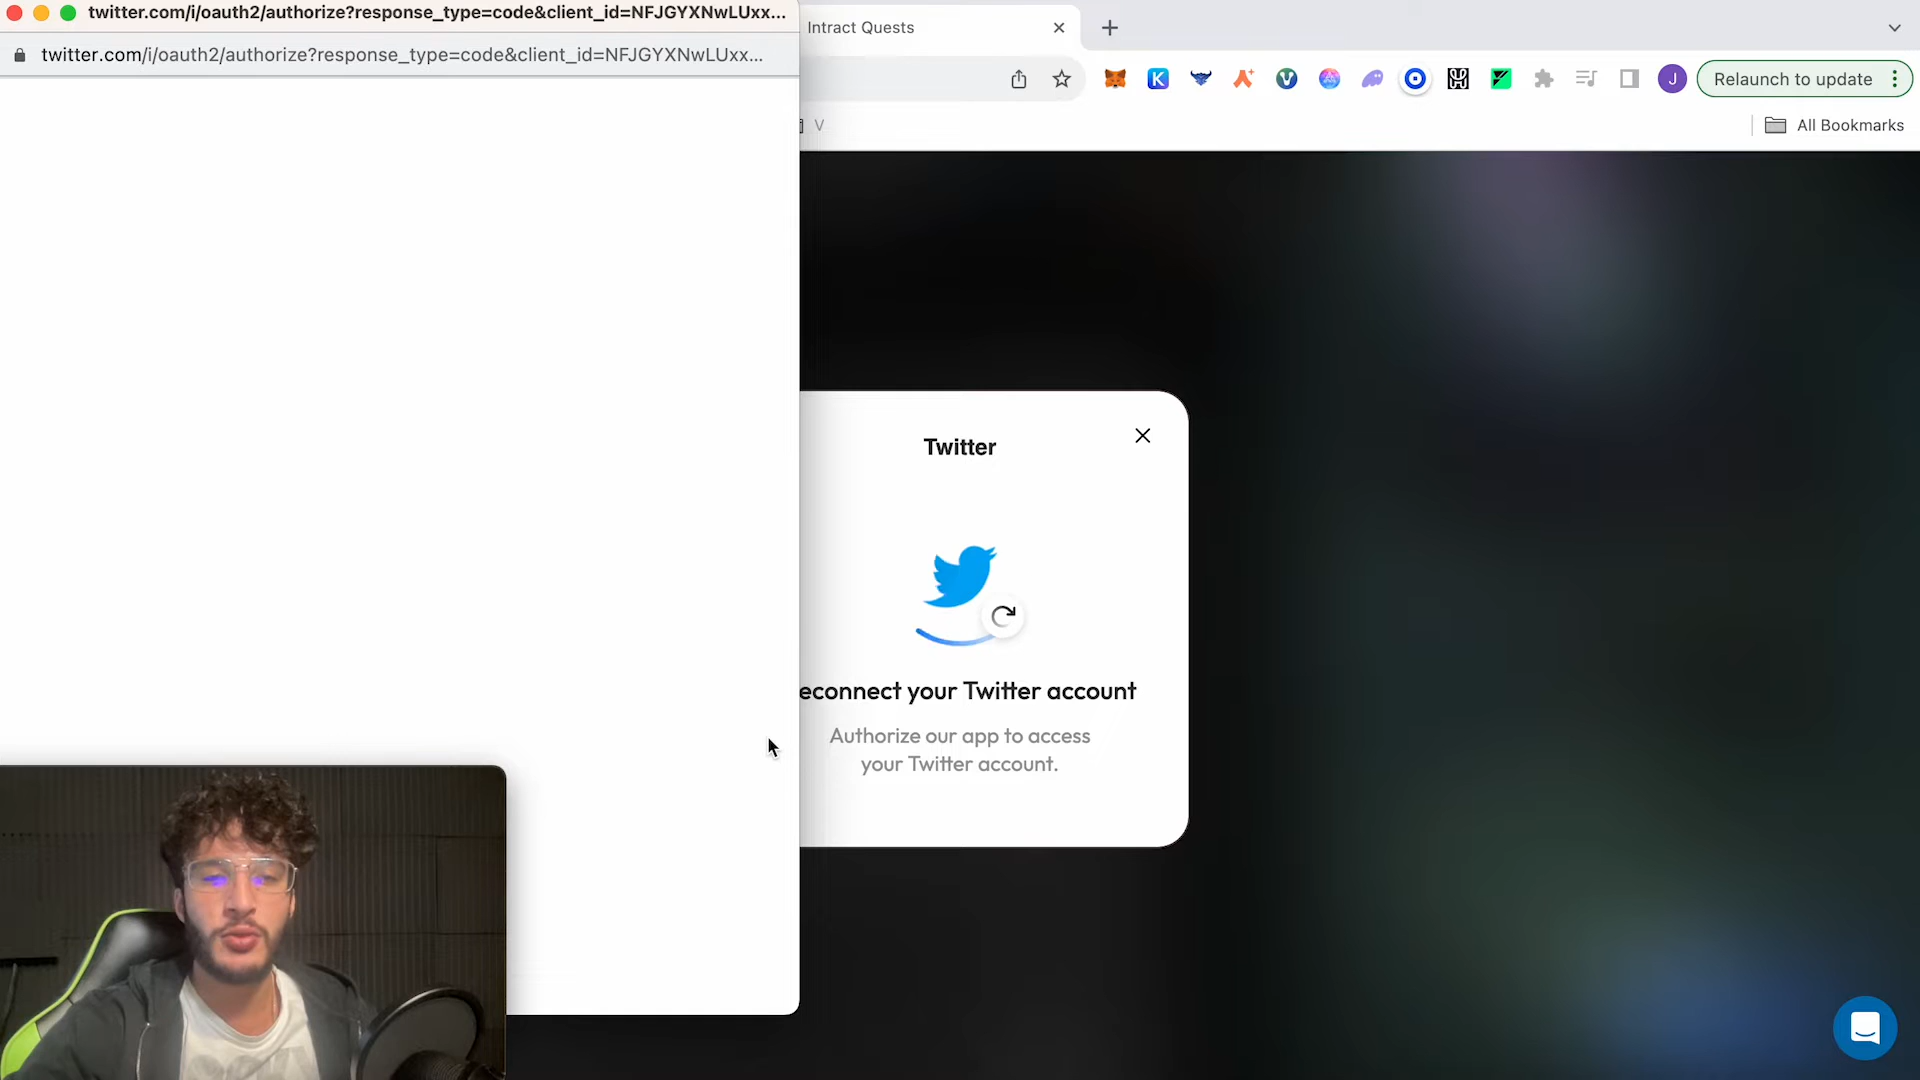 twitter.com/i/oauth2/authorize?response_type=code&client_id=NFJGYXNwLUxx...
twitter.com/i/oauth2/authorize?response_type=code&client_id=NFJGYXNwLUxx...
Intract Quests
J
Relaunch to update
V
All Bookmarks
Twitter
econnect your Twitter account
Authorize our app to access
your Twitter account.